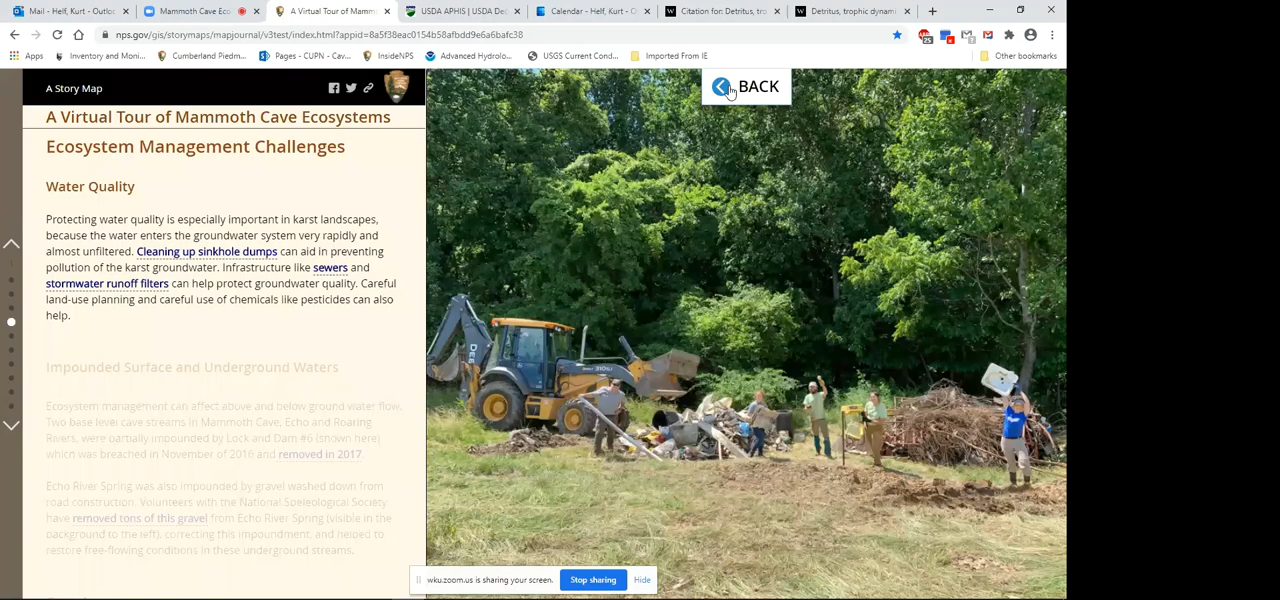 Mail - Helf, Kurt - Outloo
Mammoth Cave Eco
A Virtual Tour of Mamm
USDA APHIS | USDA De
Calendar - Helf, Kurt - O
Citation for: Detritus, tro
Detritus, trophic dynami
nps.gov/gis/storymaps/mapjournal/v3test/index.html?appid=8a5f38eac0154b58afbdd9e6a6bafc38
Apps
Inventory and Moni...
Cumberland Piedm...
Pages - CUPN - Cav...
InsideNPS
Advanced Hydrolo...
USGS Current Cond...
Imported From IE
Other bookmarks
A Story Map
BACK
A Virtual Tour of Mammoth Cave Ecosystems
Ecosystem Management Challenges
Water Quality
Protecting water quality is especially important in karst landscapes,
because the water enters the groundwater system very rapidly and
almost unfiltered. Cleaning up sinkhole dumps can aid in preventing
pollution of the karst groundwater. Infrastructure like sewers and
stormwater runoff filters can help protect groundwater quality. Careful
land-use planning and careful use of chemicals like pesticides can also
help.
Impounded Surface and Underground Waters
Ecosystem management can affect above and below ground water flow.
Two base level cave streams in Mammoth Cave, Echo and Roaring
Rivers, were partially impounded by Lock and Dam #6 (shown here)
which was breached in November of 2016 and removed in 2017.
Echo River Spring was also impounded by gravel washed down from
road construction. Volunteers with the National Speleological Society
have removed tons of this gravel from Echo River Spring (visible in the
background to the left), correcting this impoundment, and helped to
restore free-flowing conditions in these underground streams.
wku.zoom.us is sharing your screen.
Stop sharing
Hide